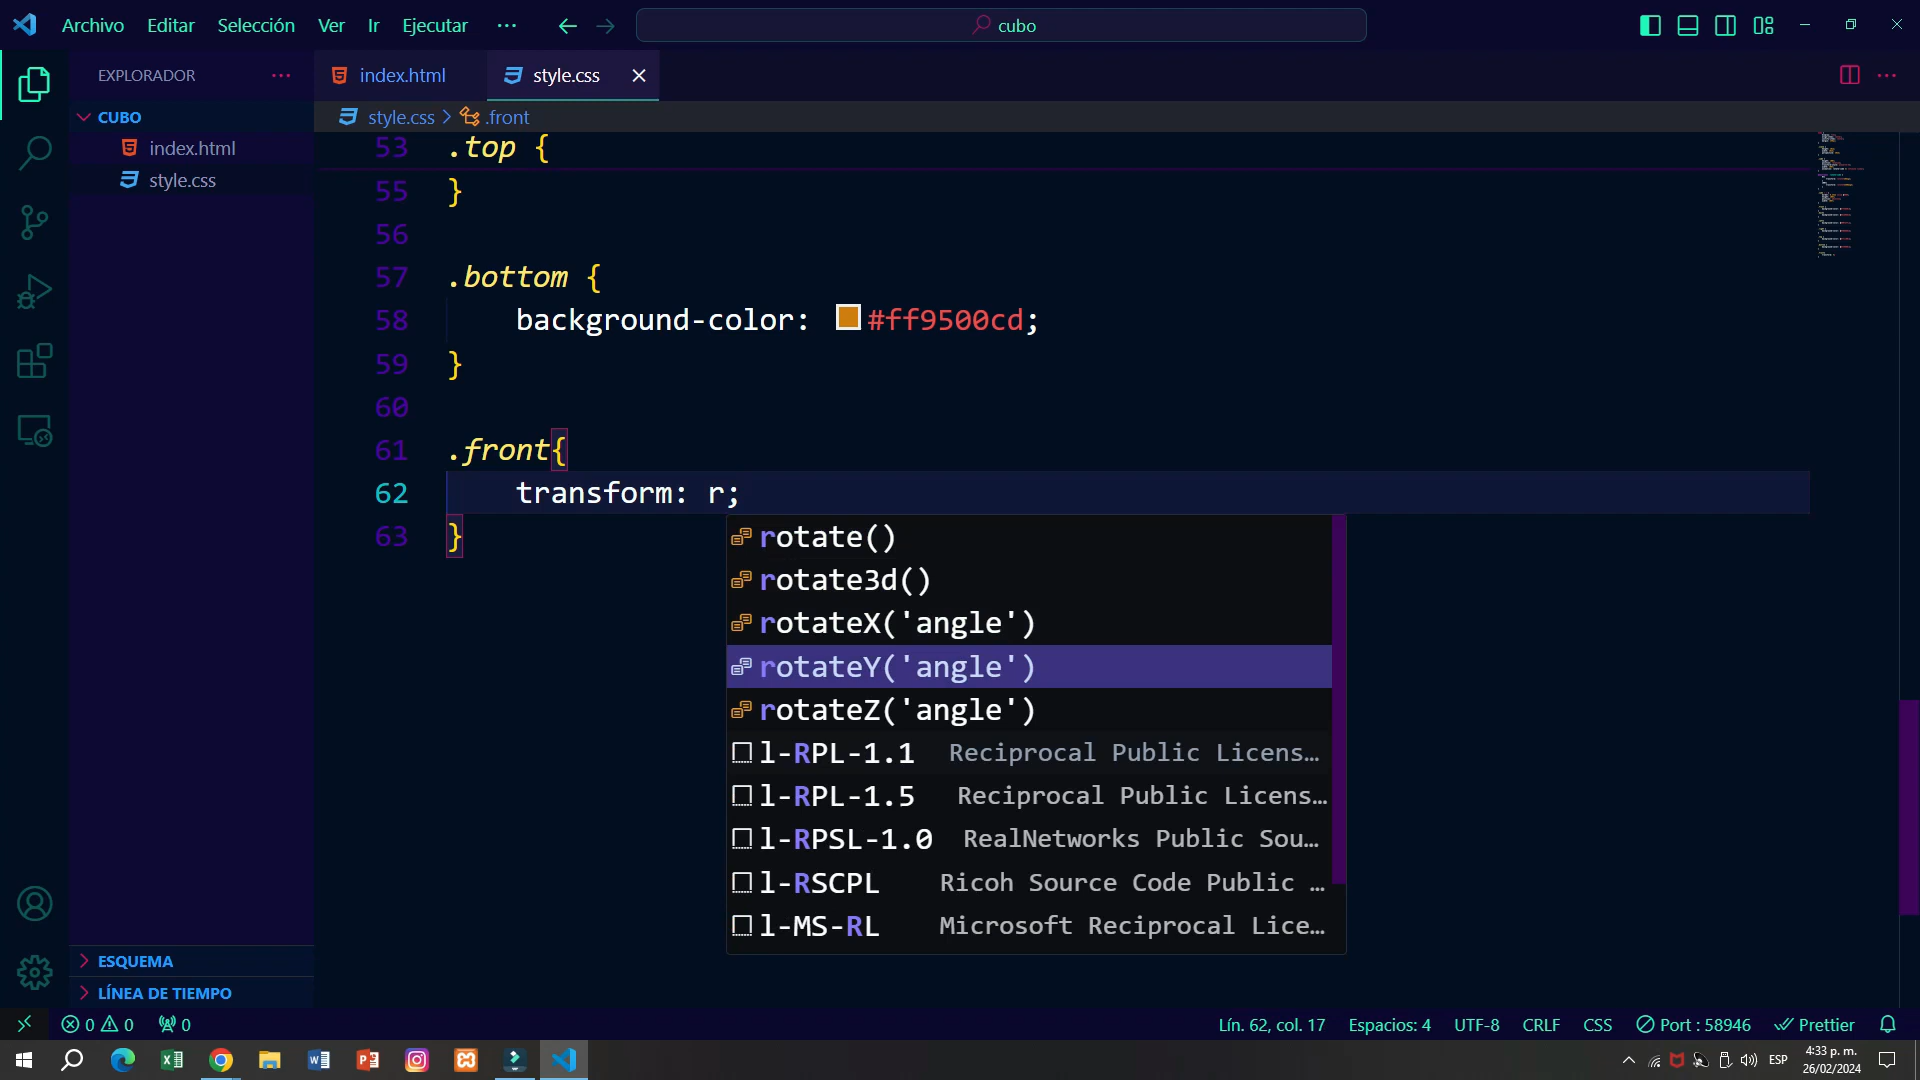 Archivo Editar Selección Ver Ir Ejecutar ··· cubo
EXPLORADOR ···
index.html style.css
CUBO
style.css > .front
index.html
style.css
53 .top {
55 }
56
57 .bottom {
58 background-color: #ff9500cd;
59 }
60
61 .front{
62 transform: r;
63 }
rotate()
rotate3d()
rotateX('angle')
rotateY('angle')
rotateZ('angle')
l-RPL-1.1 Reciprocal Public Licens…
l-RPL-1.5 Reciprocal Public Licens…
l-RPSL-1.0 RealNetworks Public Sou…
l-RSCPL Ricoh Source Code Public …
l-MS-RL Microsoft Reciprocal Lice…
ESQUEMA
LÍNEA DE TIEMPO
0 0 0 Lín. 62, col. 17 Espacios: 4 UTF-8 CRLF CSS Port : 58946 Prettier
ESP 4:33 p. m.
26/02/2024